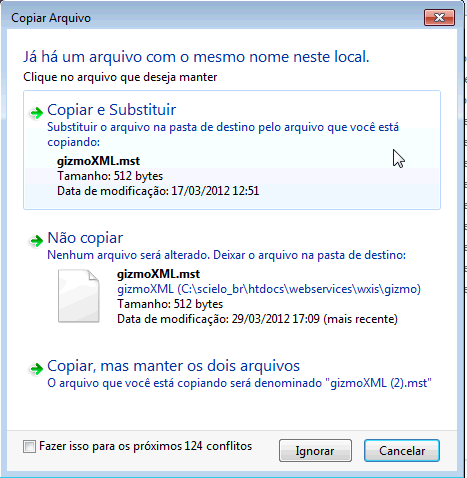 Copiar Arquivo
Já há um arquivo com o mesmo nome neste local.
Clique no arquivo que deseja manter
Copiar e Substituir
Substituir o arquivo na pasta de destino pelo arquivo que você está
copiando:
gizmoXML.mst
Tamanho: 512 bytes
Data de modificação: 17/03/2012 12:51
Não copiar
Nenhum arquivo será alterado. Deixar o arquivo na pasta de destino:
gizmoXML.mst
gizmoXML (C:\scielo_br\htdocs\webservices\wxis\gizmo)
Tamanho: 512 bytes
Data de modificação: 29/03/2012 17:09 (mais recente)
Copiar, mas manter os dois arquivos
O arquivo que você está copiando será denominado "gizmoXML (2).mst"
Fazer isso para os próximos 124 conflitos
Ignorar
Cancelar